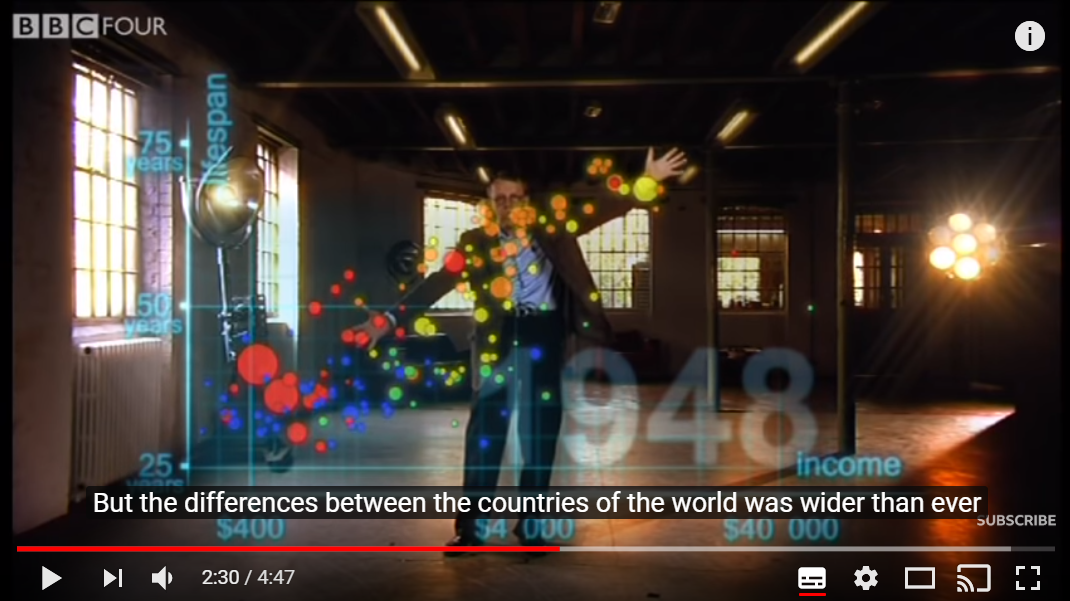 BBC FOUR
i
lifespan
75
years
50
years
1948
25
years
income
But the differences between the countries of the world was wider than ever
SUBSCRIBE
$400
$4 000
$40 000
2:30 / 4:47